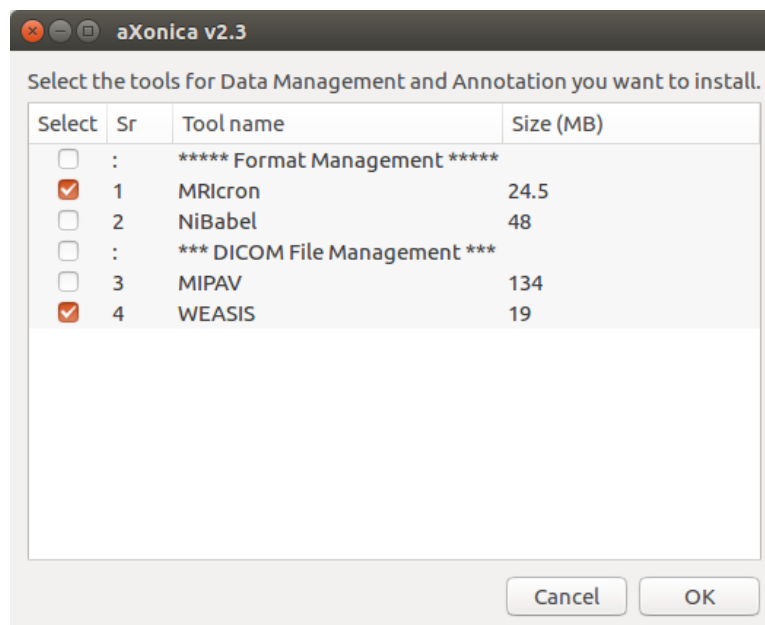 aXonica v2.3
Select the tools for Data Management and Annotation you want to install.
Select Sr Tool name Size (MB)
: ***** Format Management *****
1 MRIcron 24.5
2 NiBabel 48
: *** DICOM File Management ***
3 MIPAV 134
4 WEASIS 19
Cancel OK